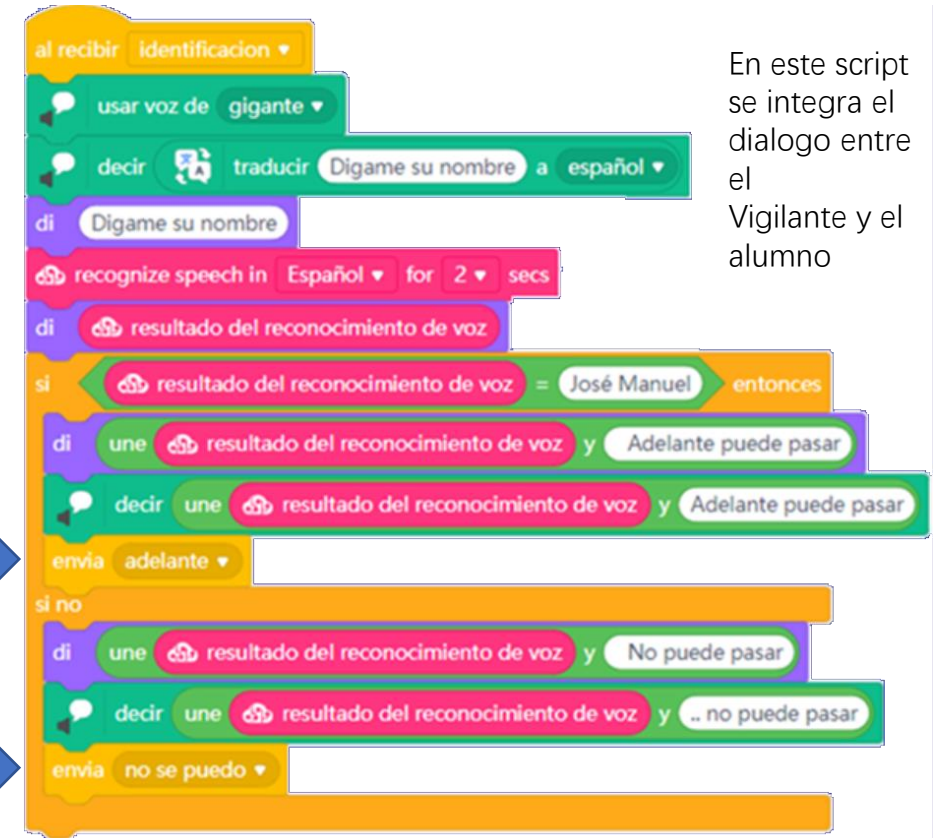 al recibir identificacion
usar voz de gigante
decir traducir Digame su nombre a español
di Digame su nombre
recognize speech in Español for 2 secs
di resultado del reconocimiento de voz
si resultado del reconocimiento de voz = José Manuel entonces
di une resultado del reconocimiento de voz y Adelante puede pasar
decir une resultado del reconocimiento de voz y Adelante puede pasar
envia adelante
si no
di une resultado del reconocimiento de voz y No puede pasar
decir une resultado del reconocimiento de voz y .. no puede pasar
envia no se puedo
En este script
se integra el
dialogo entre
el
Vigilante y el
alumno